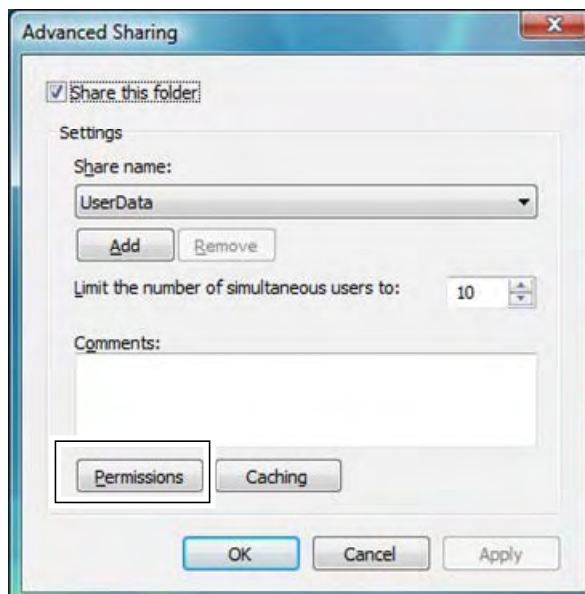 Advanced Sharing
Share this folder
Settings
Share name:
UserData
Add Remove
Limit the number of simultaneous users to: 10
Comments:
Permissions Caching
OK Cancel Apply